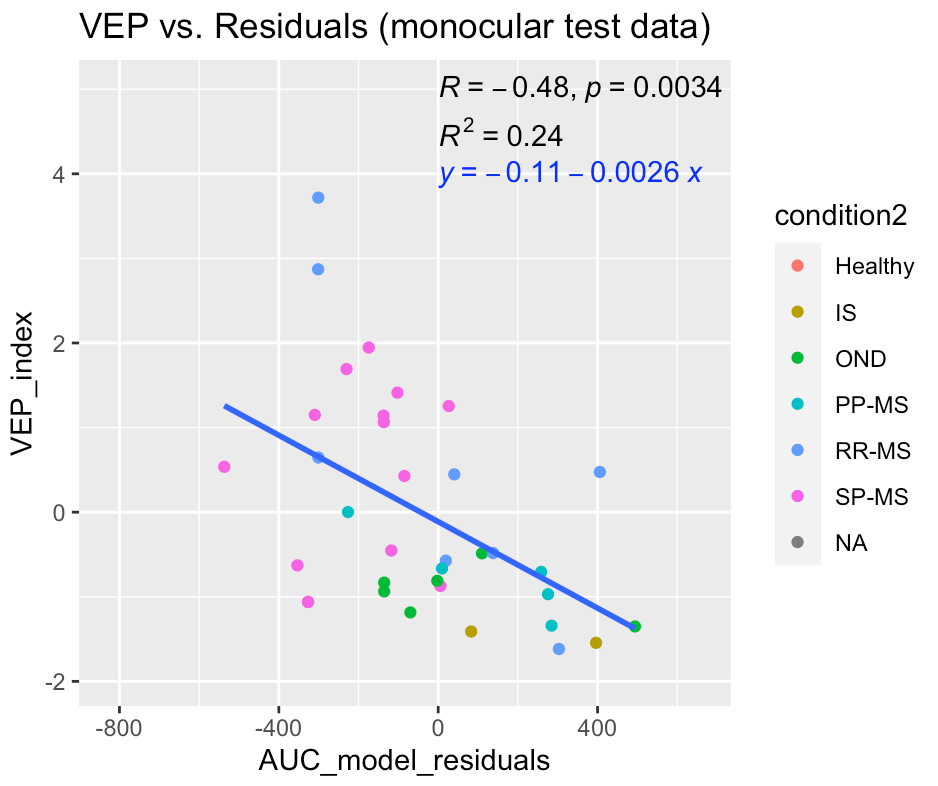 VEP vs. Residuals (monocular test data)
R = − 0.48, p = 0.0034
R² = 0.24
y = − 0.11 − 0.0026 x
4
2
0
-2
VEP_index
-800
-400
0
400
AUC_model_residuals
condition2
Healthy
IS
OND
PP-MS
RR-MS
SP-MS
NA